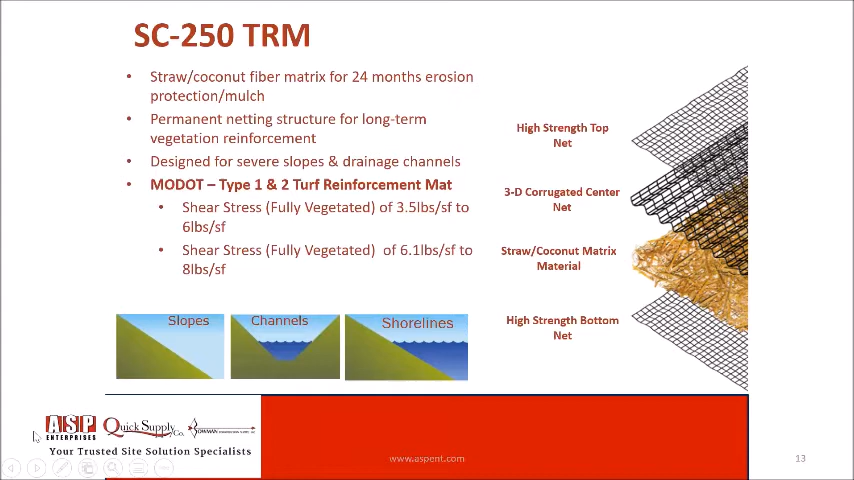 SC-250 TRM
• Straw/coconut fiber matrix for 24 months erosion
protection/mulch
• Permanent netting structure for long-term
vegetation reinforcement
• Designed for severe slopes & drainage channels
• MODOT – Type 1 & 2 Turf Reinforcement Mat
• Shear Stress (Fully Vegetated) of 3.5lbs/sf to
6lbs/sf
• Shear Stress (Fully Vegetated) of 6.1lbs/sf to
8lbs/sf
High Strength Top
Net
3-D Corrugated Center
Net
Straw/Coconut Matrix
Material
High Strength Bottom
Net
Slopes
Channels
Shorelines
ASP
ENTERPRISES
Quick Supply Co.
BOWMAN
Your Trusted Site Solution Specialists
www.aspent.com
13